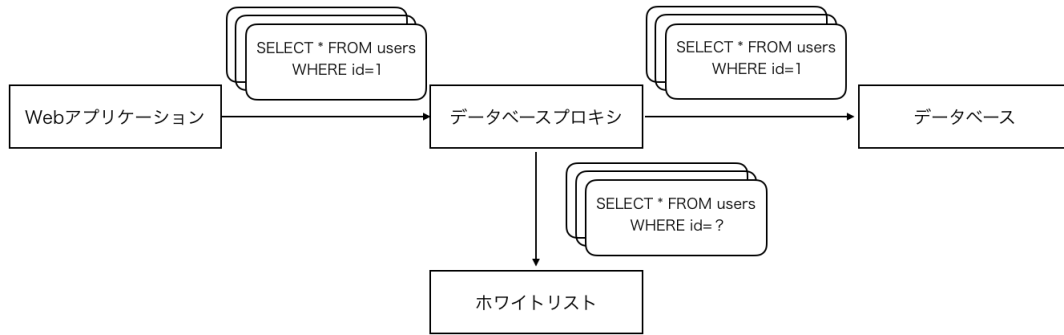 SELECT * FROM users
WHERE id=1
SELECT * FROM users
WHERE id=1
Webアプリケーション
データベースプロキシ
データベース
SELECT * FROM users
WHERE id=？
ホワイトリスト